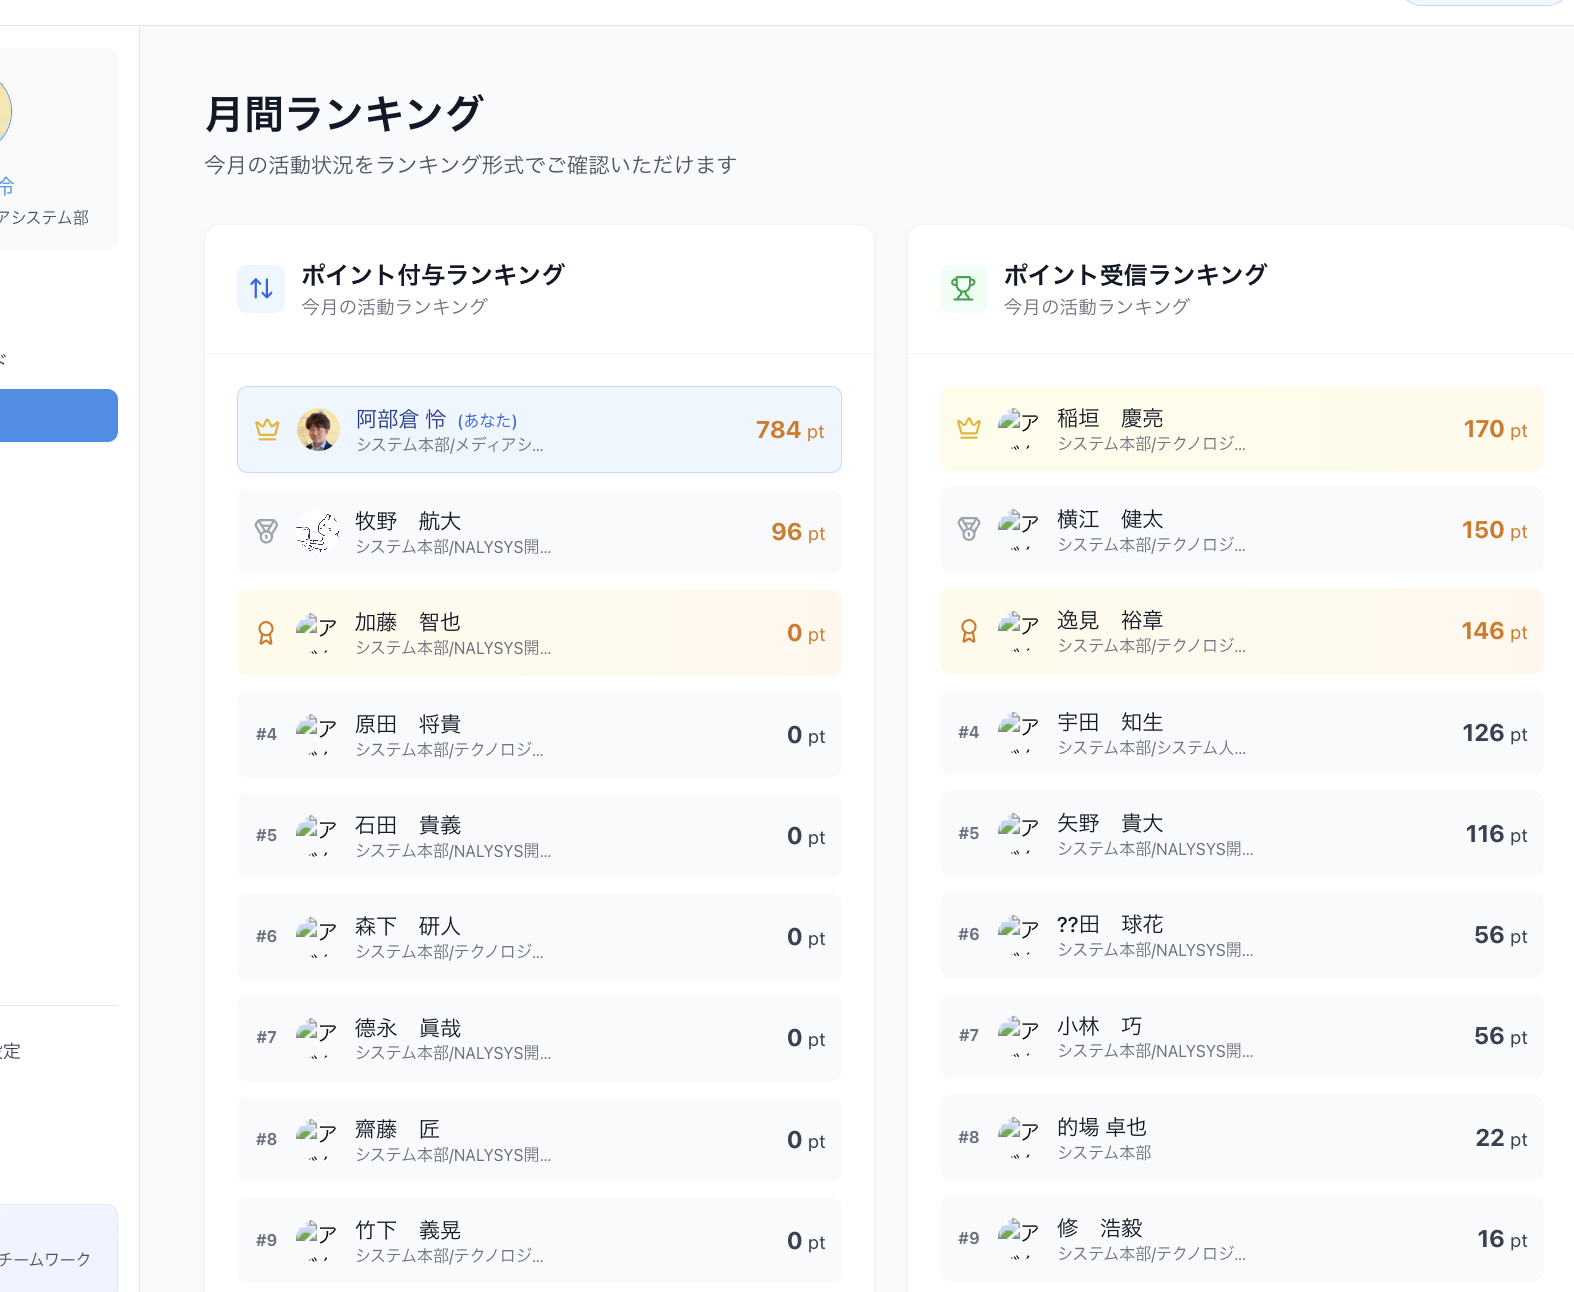 令
アシステム部
ド
設定
チームワーク
月間ランキング
今月の活動状況をランキング形式でご確認いただけます
ポイント付与ランキング
今月の活動ランキング
阿部倉 怜 (あなた)
システム本部/メディアシ...
784 pt
牧野　航大
システム本部/NALYSYS開...
96 pt
ア
加藤　智也
システム本部/NALYSYS開...
0 pt
#4
ア
原田　将貴
システム本部/テクノロジ...
0 pt
#5
ア
石田　貴義
システム本部/NALYSYS開...
0 pt
#6
ア
森下　研人
システム本部/テクノロジ...
0 pt
#7
ア
德永　眞哉
システム本部/NALYSYS開...
0 pt
#8
ア
齋藤　匠
システム本部/NALYSYS開...
0 pt
#9
ア
竹下　義晃
システム本部/テクノロジ...
0 pt
ポイント受信ランキング
今月の活動ランキング
ア
稲垣　慶亮
システム本部/テクノロジ...
170 pt
ア
横江　健太
システム本部/テクノロジ...
150 pt
ア
逸見　裕章
システム本部/テクノロジ...
146 pt
#4
ア
宇田　知生
システム本部/システム人...
126 pt
#5
ア
矢野　貴大
システム本部/NALYSYS開...
116 pt
#6
ア
??田　球花
システム本部/NALYSYS開...
56 pt
#7
ア
小林　巧
システム本部/NALYSYS開...
56 pt
#8
ア
的場 卓也
システム本部
22 pt
#9
ア
修　浩毅
システム本部/テクノロジ...
16 pt